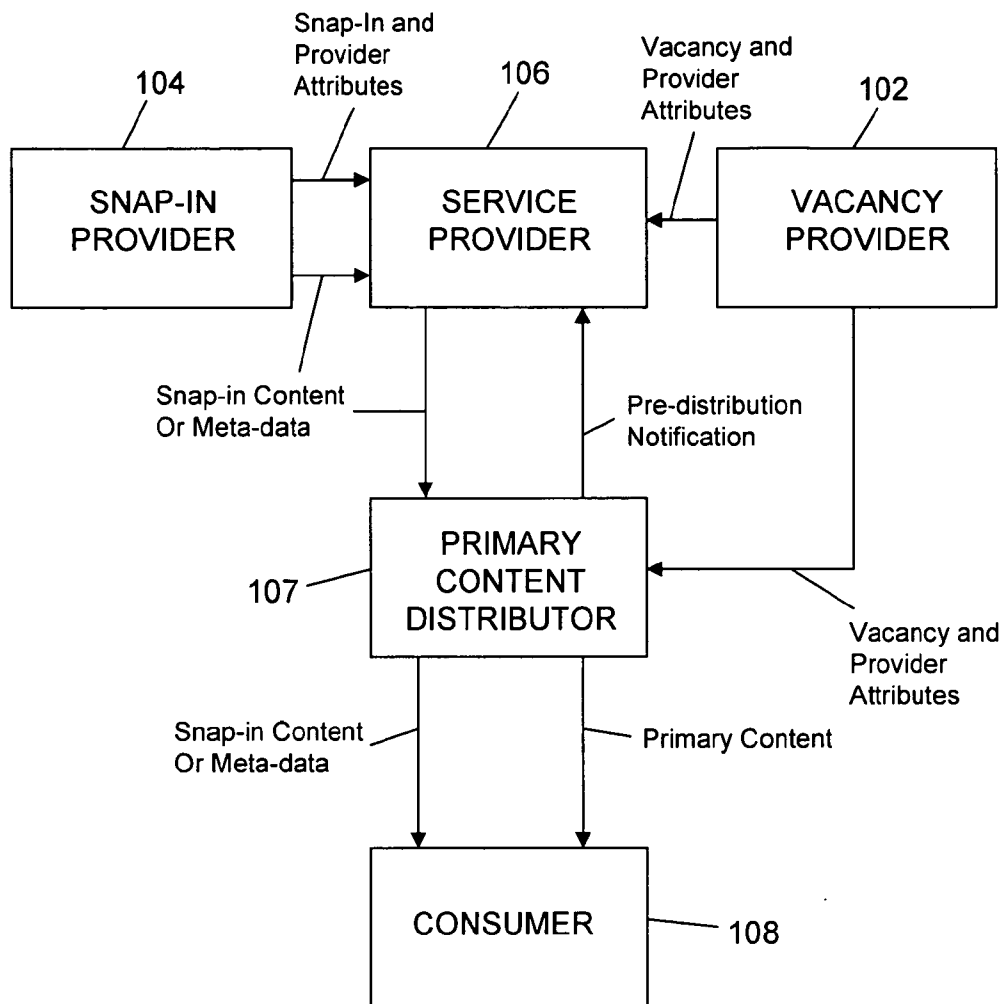 Snap-In and
Provider
Attributes
Vacancy and
Provider
Attributes
104
106
102
SNAP-IN
PROVIDER
SERVICE
PROVIDER
VACANCY
PROVIDER
Snap-in Content
Or Meta-data
Pre-distribution
Notification
PRIMARY
CONTENT
DISTRIBUTOR
107
Vacancy and
Provider
Attributes
Snap-in Content
Or Meta-data
Primary Content
CONSUMER
108